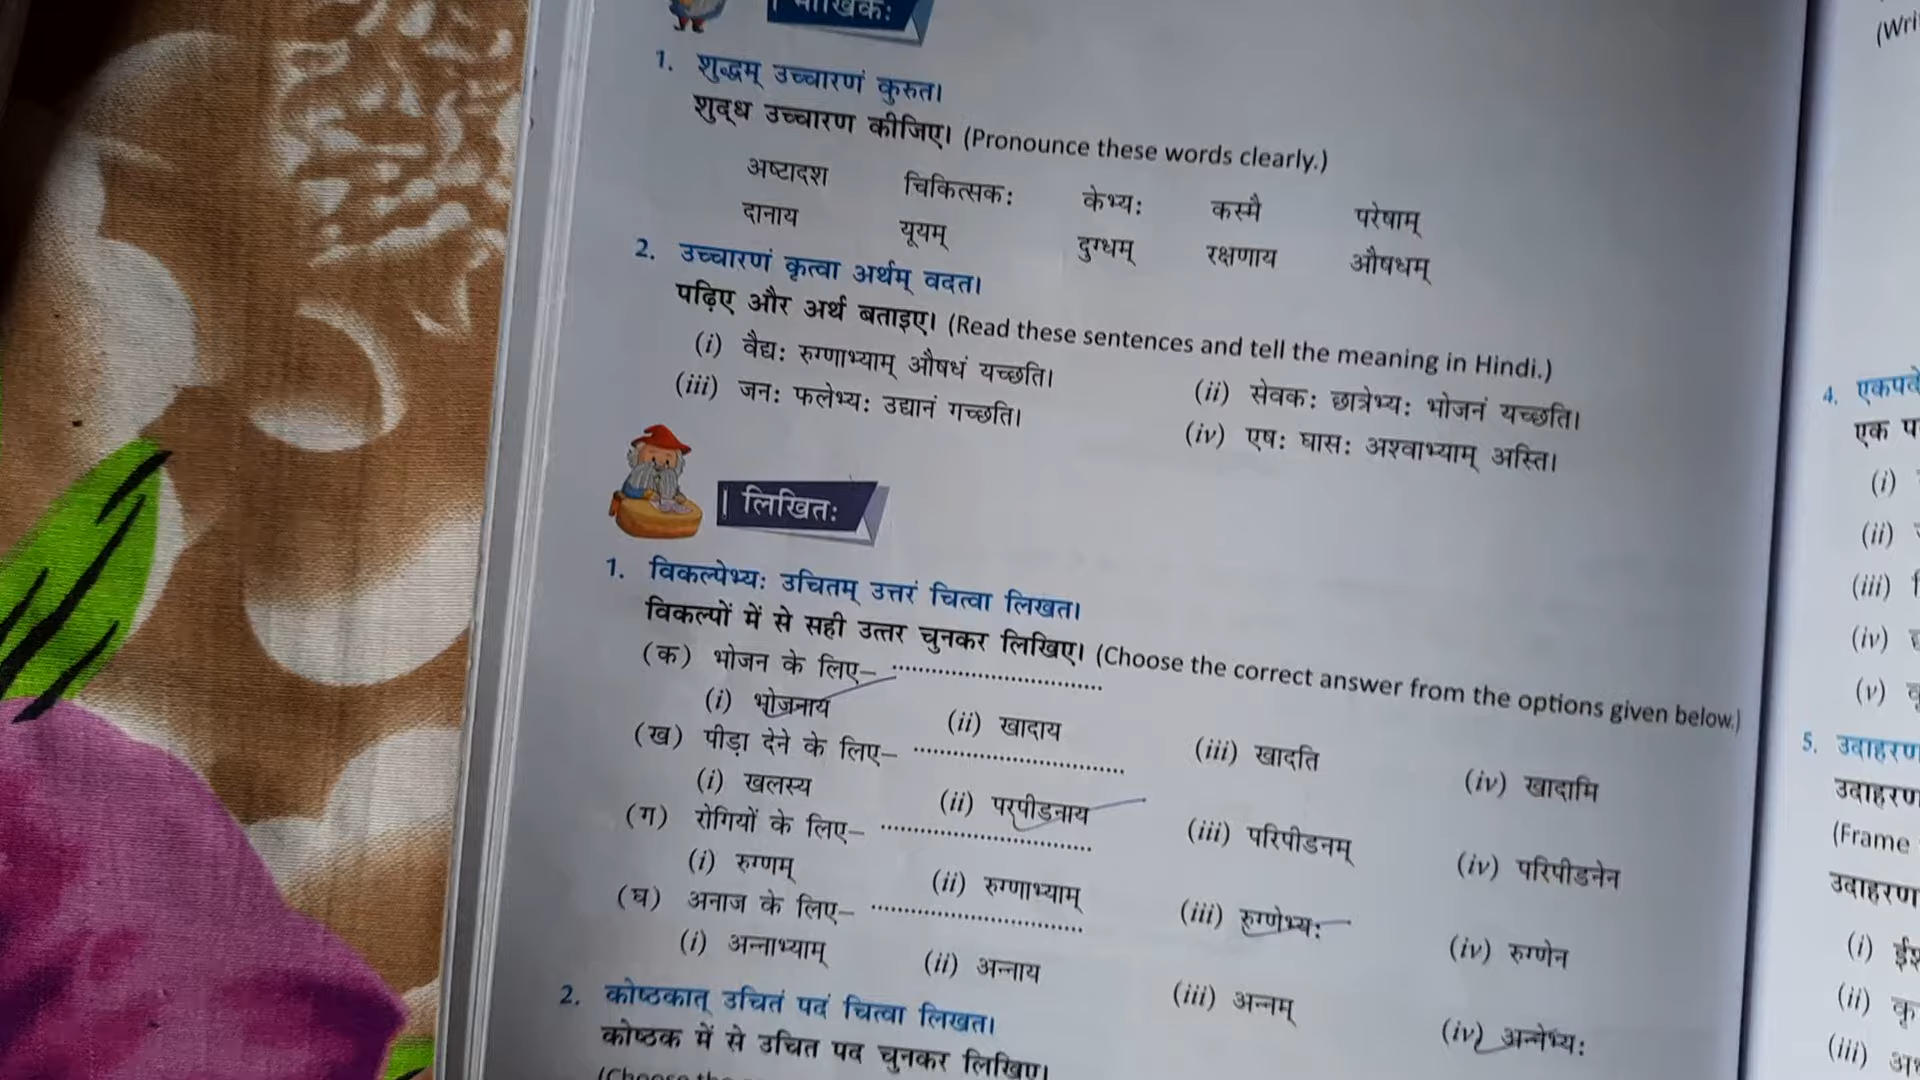 मौखिकः
1. शुद्धम् उच्चारणं कुरुत।
शुद्ध उच्चारण कीजिए। (Pronounce these words clearly.)
अष्टादश चिकित्सकः केभ्यः कस्मै परेषाम्
दानाय यूयम् दुग्धम् रक्षणाय औषधम्
2. उच्चारणं कृत्वा अर्थम् वदत।
पढ़िए और अर्थ बताइए। (Read these sentences and tell the meaning in Hindi.)
(i) वैद्यः रुग्णाभ्याम् औषधं यच्छति। (ii) सेवकः छात्रेभ्यः भोजनं यच्छति।
(iii) जनः फलेभ्यः उद्यानं गच्छति। (iv) एषः घासः अश्वाभ्याम् अस्ति।
लिखितः
1. विकल्पेभ्यः उचितम् उत्तरं चित्वा लिखत।
विकल्पों में से सही उत्तर चुनकर लिखिए। (Choose the correct answer from the options given below.)
(क) भोजन के लिए– ................................
(i) भोजनाय (ii) खादाय (iii) खादति (iv) खादामि
(ख) पीड़ा देने के लिए– ................................
(i) खलस्य (ii) परपीडनाय (iii) परिपीडनम् (iv) परिपीडनेन
(ग) रोगियों के लिए– ................................
(i) रुग्णम् (ii) रुग्णाभ्याम् (iii) रुग्णेभ्यः (iv) रुग्णेन
(घ) अनाज के लिए– ................................
(i) अन्नाभ्याम् (ii) अन्नाय (iii) अन्नम् (iv) अन्नेभ्यः
2. कोष्ठकात् उचितं पदं चित्वा लिखत।
कोष्ठक में से उचित पद चुनकर लिखिए।
(Choose the
(Wri
4. एकपदे
एक प
(i)
(ii)
(iii)
(iv)
(v)
5. उदाहरण
उदाहरण
(Frame
उदाहरण
(i) ईश
(ii) कृ
(iii) अ